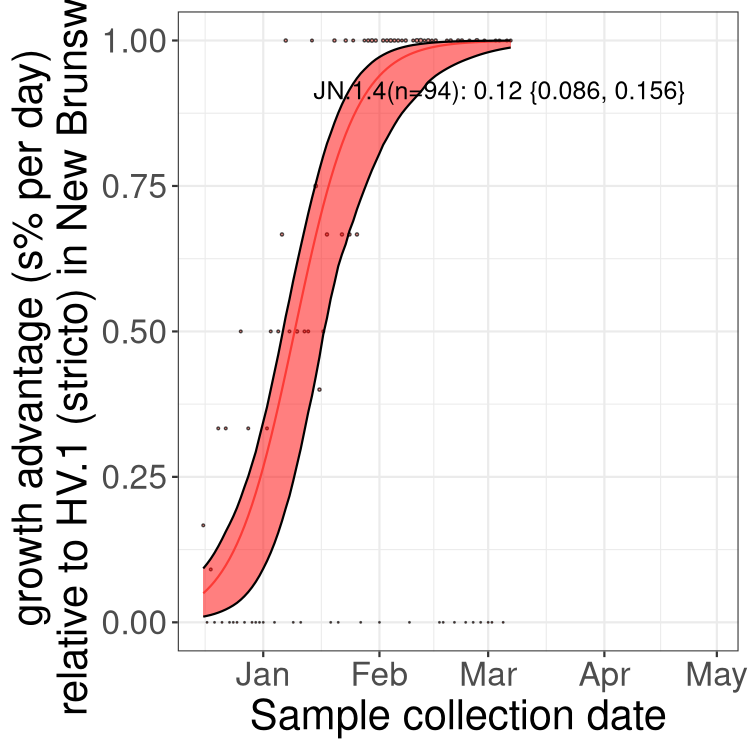 growth advantage (s% per day)
relative to HV.1 (stricto) in New Brunsw
1.00
0.75
0.50
0.25
0.00
JN.1.4(n=94): 0.12 {0.086, 0.156}
Jan Feb Mar Apr May
Sample collection date